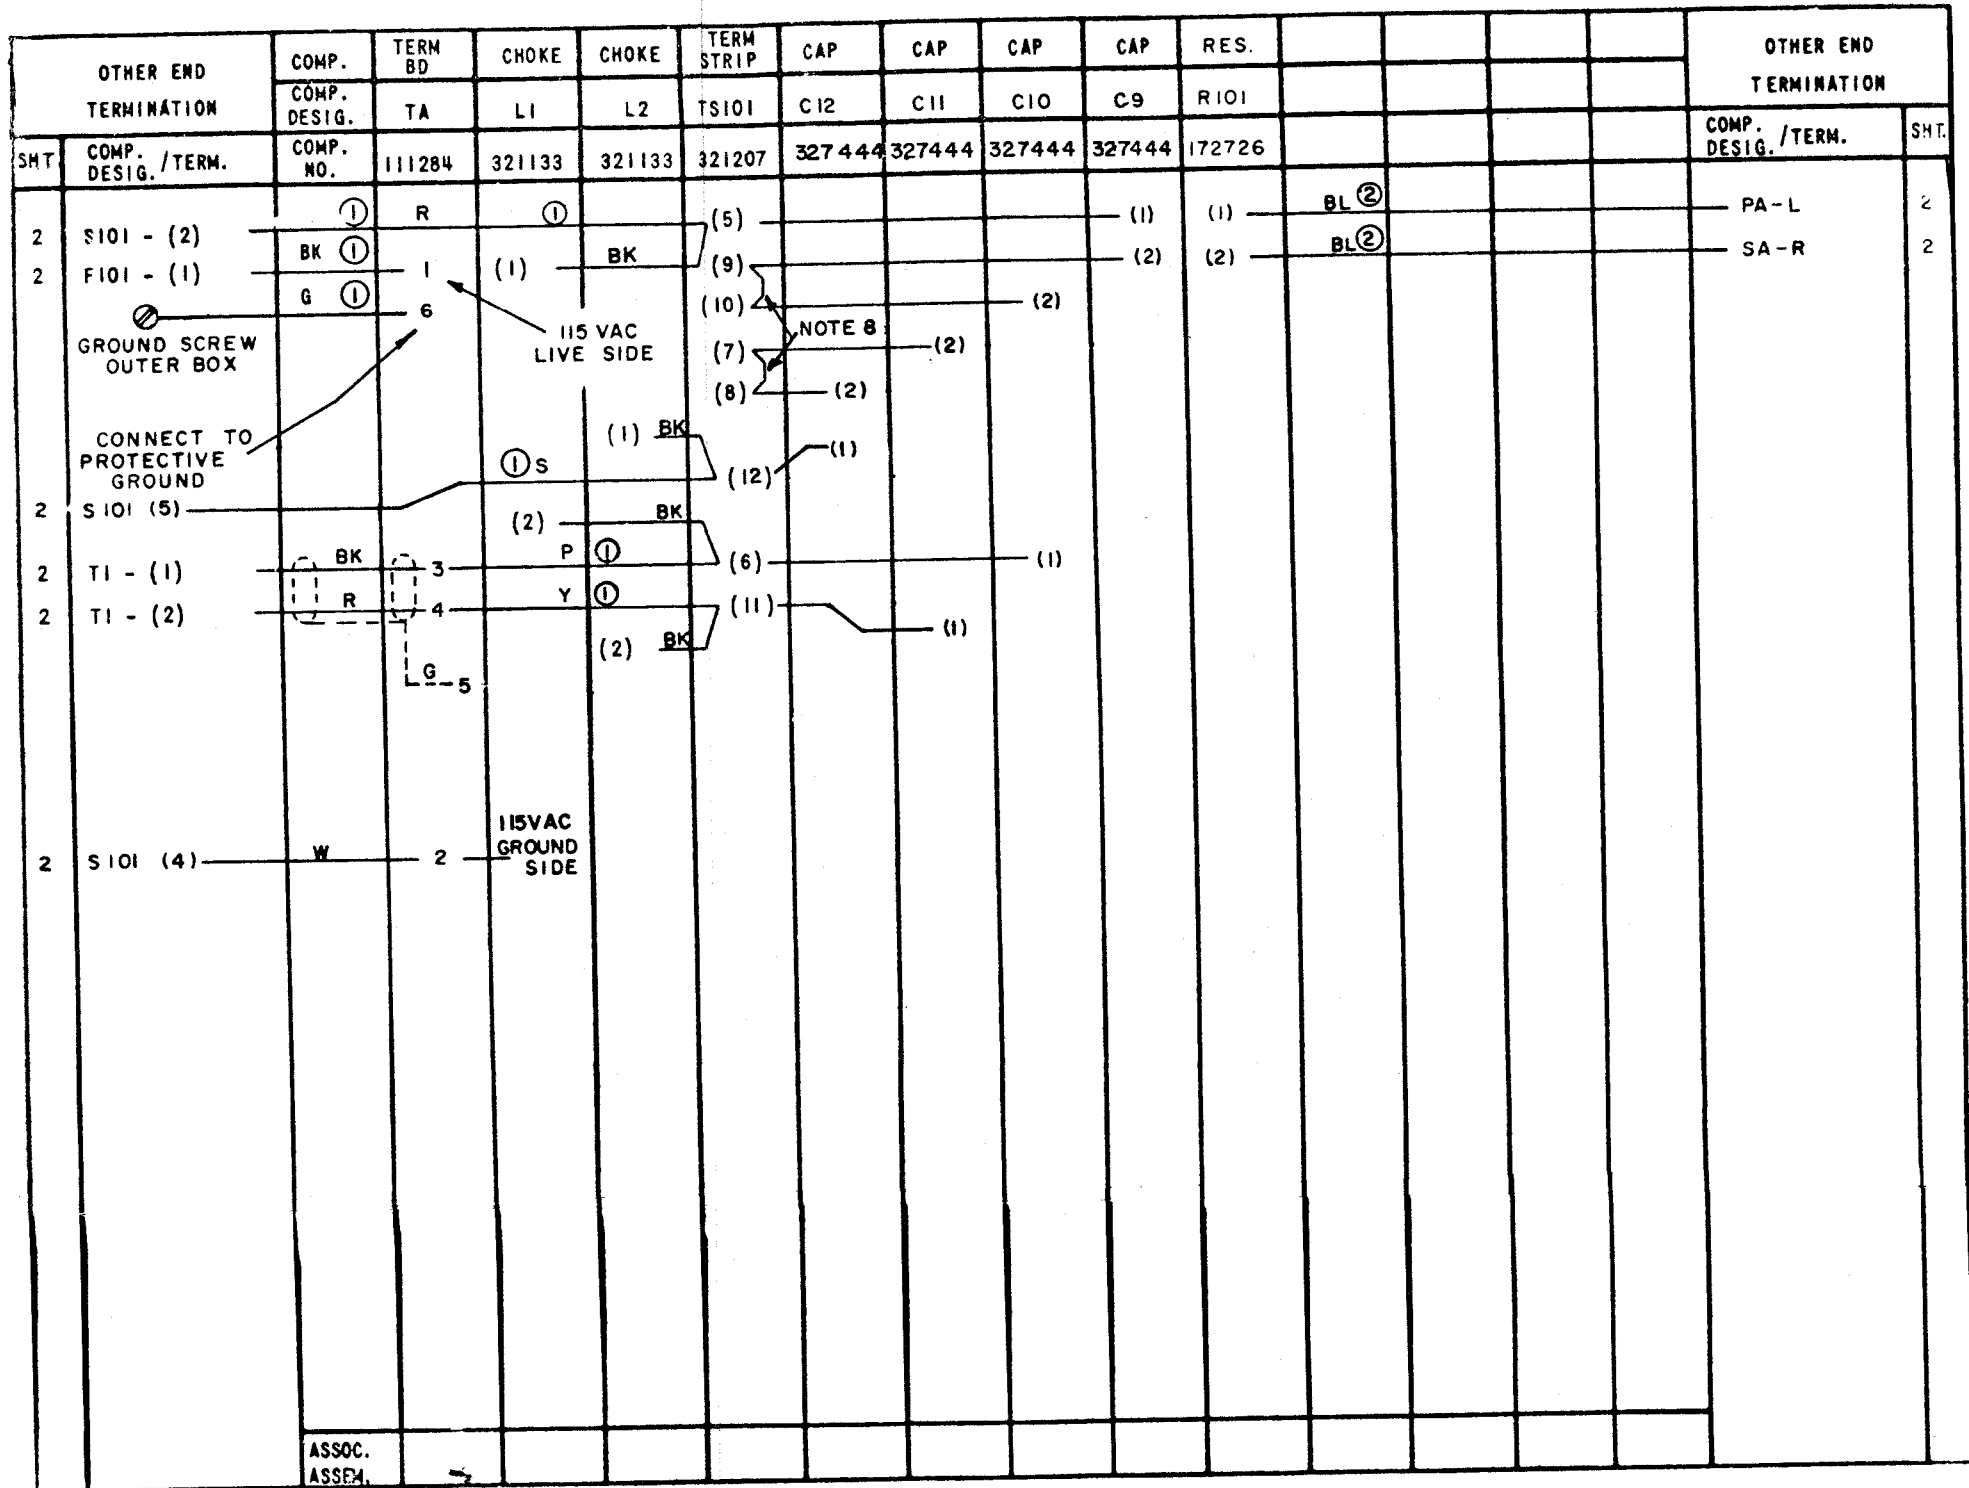 OTHER END
TERMINATION
SHT
COMP.
DESIG. / TERM.
COMP.
COMP.
DESIG.
COMP.
NO.
TERM
BD
TA
111284
CHOKE
L1
321133
CHOKE
L2
321133
TERM
STRIP
TS101
321207
CAP
C12
327444
CAP
C11
327444
CAP
C10
327444
CAP
C9
327444
RES.
R101
172726
OTHER END
TERMINATION
COMP.
DESIG. / TERM.
SHT.
2 S101 - (2) 1 R 1 (5) (1) (1) BL 2 PA-L 2
2 F101 - (1) BK 1 1 (1) BK (9) (2) (2) BL 2 SA-R 2
G 1 6 (10) (2)
GROUND SCREW
OUTER BOX
115 VAC
LIVE SIDE
NOTE 8
(7) (2)
(8) (2)
CONNECT TO
PROTECTIVE
GROUND
(1) BK (1)
1 S (12)
2 S101 (5)
(2) BK
2 T1 - (1) BK 3 P 1 (6) (1)
2 T1 - (2) R 4 Y 1 (11) (1)
(2) BK
G 5
115VAC
GROUND
SIDE
2 S101 (4) W 2
ASSOC.
ASSEM.